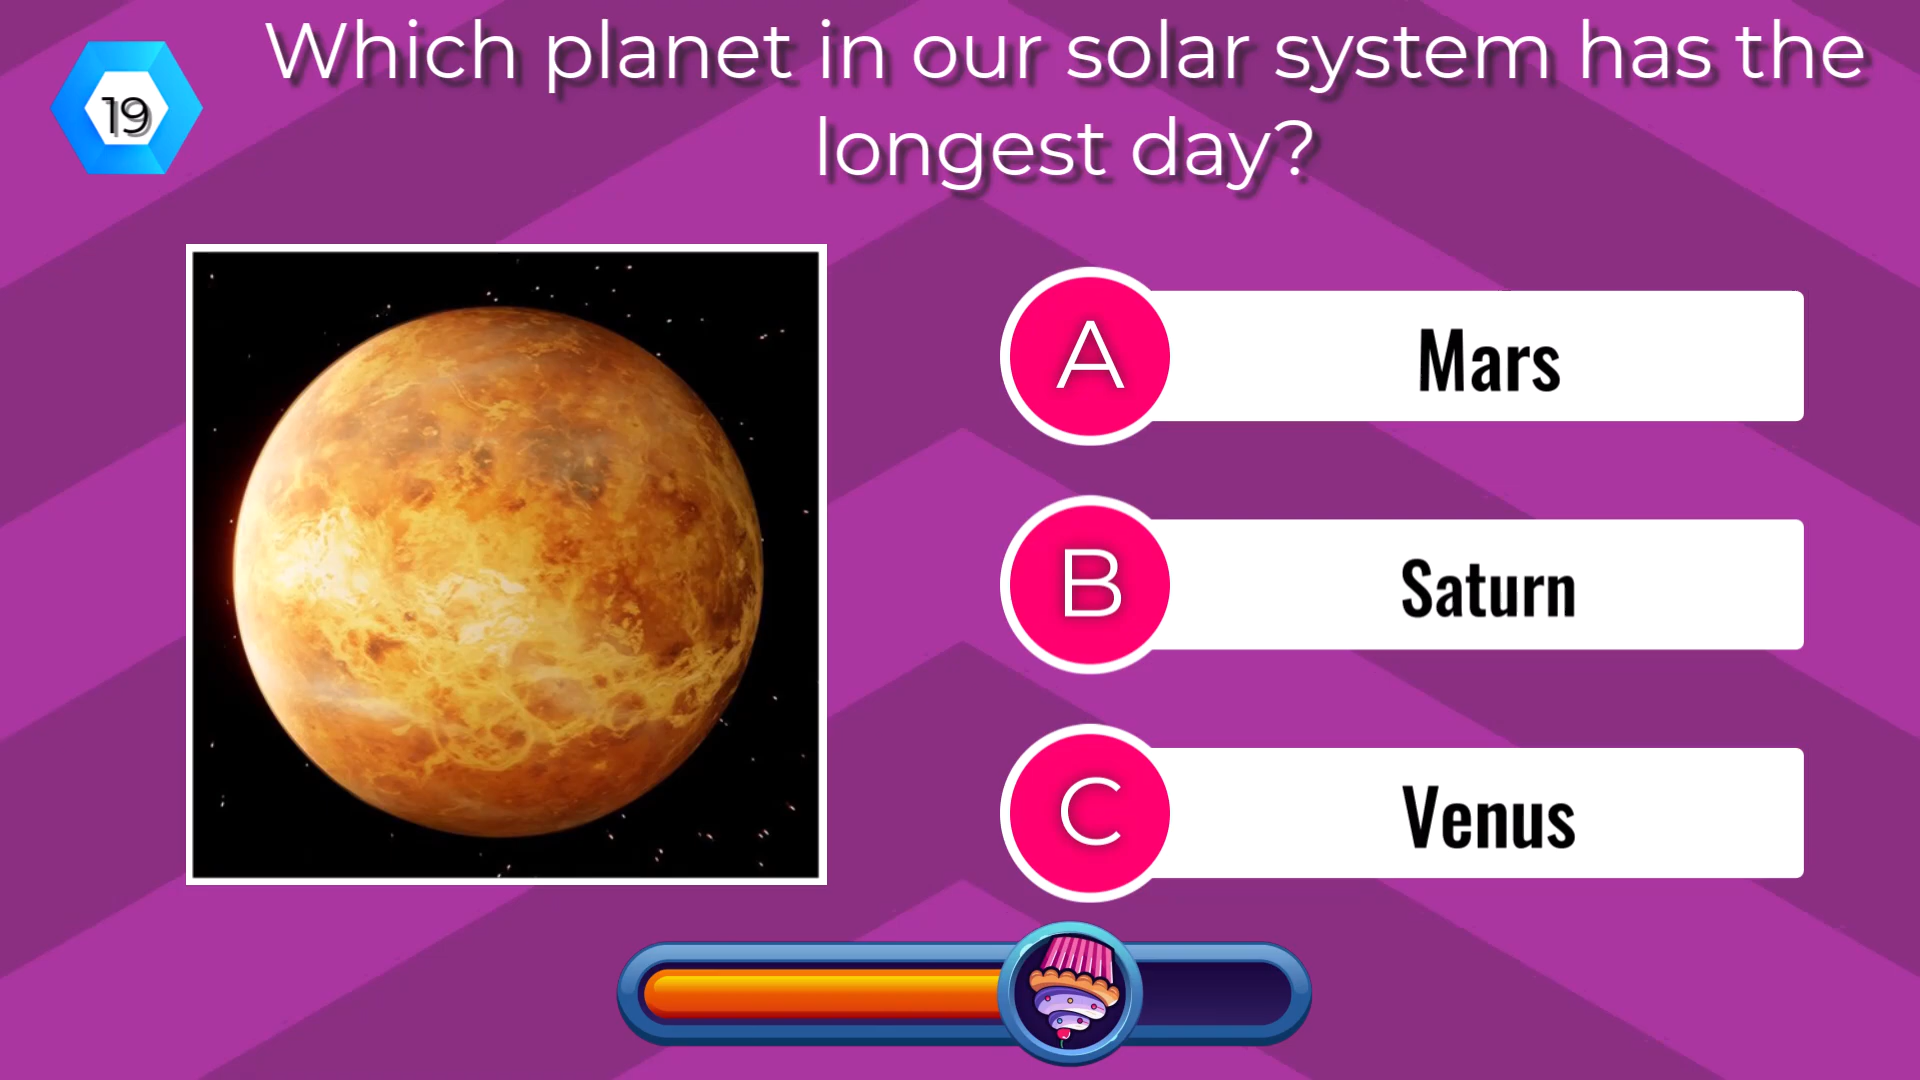 19
Which planet in our solar system has the
longest day?
A
Mars
B
Saturn
C
Venus